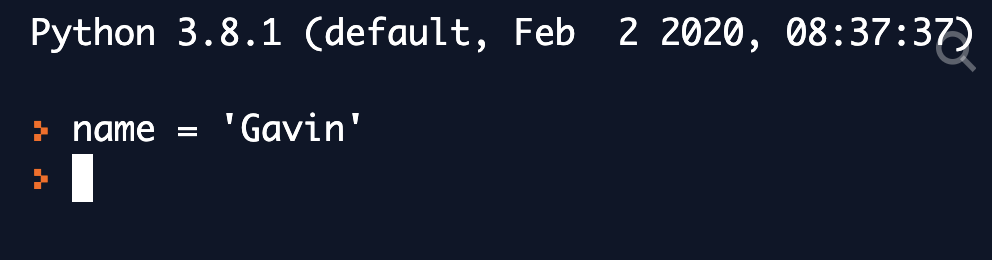 Python 3.8.1 (default, Feb  2 2020, 08:37:37)
> name = 'Gavin'
>